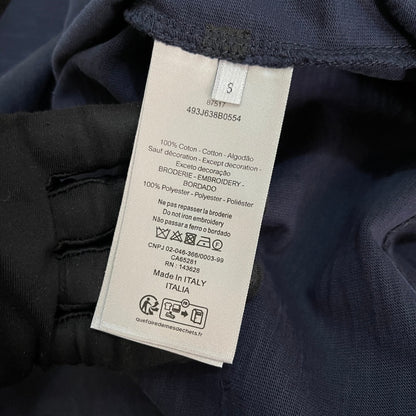 S
87517
493J638B0554
100% Coton - Cotton - Algodão
Sauf décoration - Except decoration -
Exceto decoração
BRODERIE - EMBROIDERY -
BORDADO
100% Polyester - Polyester - Poliéster
Ne pas repasser la broderie
Do not iron embroidery
Não passar a ferro o bordado
CNPJ 02-046-366/0003-99
CA65281
RN : 143628
Made In ITALY
ITALIA
FR
quefairedemesdechets.fr